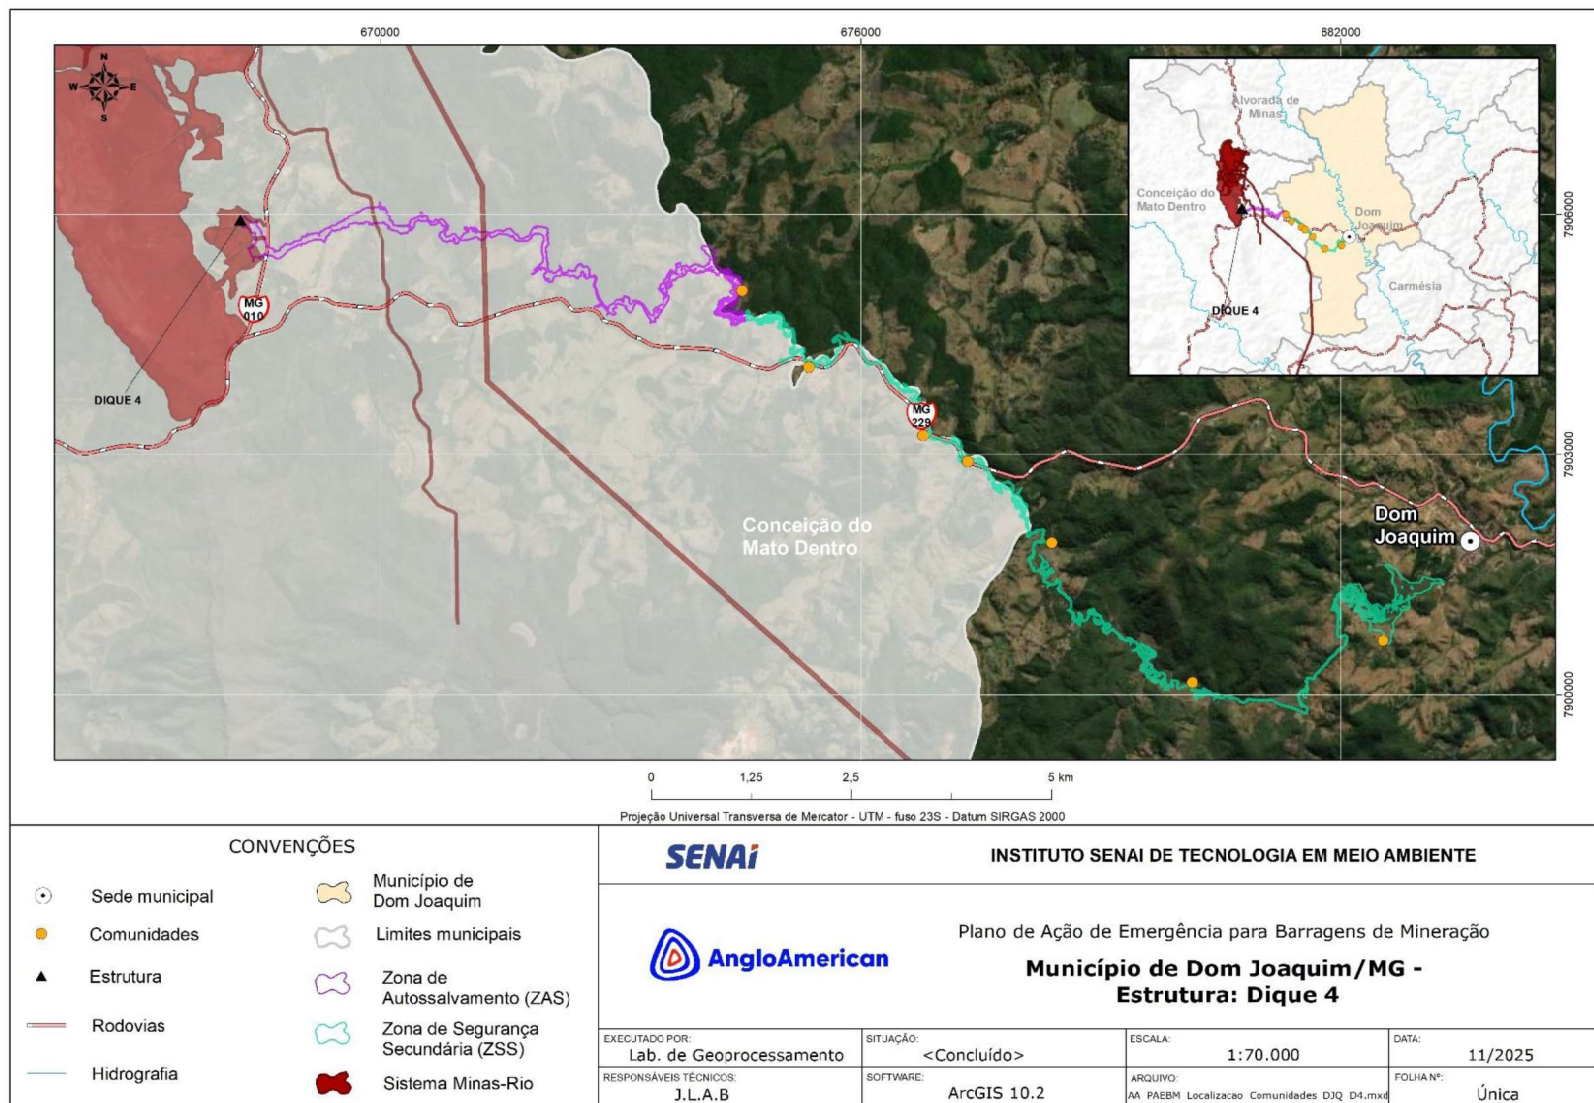 670000
676000
682000
N
W
E
S
Alvorada de
Minas
Conceição do
Mato Dentro
Dom
Joaquim
Carmésia
DIQUE 4
7906000
7903000
7900000
MG
010
DIQUE 4
MG
229
Conceição do
Mato Dentro
Dom
Joaquim
0
1,25
2,5
5 km
Projeção Universal Transversa de Mercator - UTM - fuso 23S - Datum SIRGAS 2000
CONVENÇÕES
Sede municipal
Comunidades
Estrutura
Rodovias
Hidrografia
Município de
Dom Joaquim
Limites municipais
Zona de
Autossalvamento (ZAS)
Zona de Segurança
Secundária (ZSS)
Sistema Minas-Rio
SENAI
INSTITUTO SENAI DE TECNOLOGIA EM MEIO AMBIENTE
AngloAmerican
Plano de Ação de Emergência para Barragens de Mineração
Município de Dom Joaquim/MG -
Estrutura: Dique 4
EXECUTADO POR:
Lab. de Geoprocessamento
SITUAÇÃO:
<Concluído>
ESCALA:
1:70.000
DATA:
11/2025
RESPONSÁVEIS TÉCNICOS:
J.L.A.B
SOFTWARE:
ArcGIS 10.2
ARQUIVO:
AA_PAEBM_Localizacao_Comunidades_DJQ_D4.mxd
FOLHA Nº:
Única